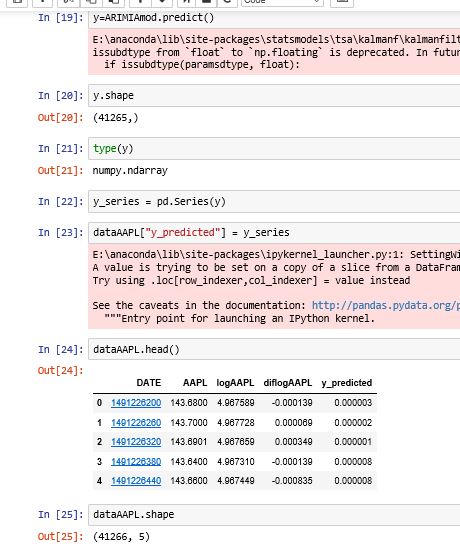 Code
In [19]: y=ARIMIAmod.predict()
E:\anaconda\lib\site-packages\statsmodels\tsa\kalmanf\kalmanfilt
issubdtype from `float` to `np.floating` is deprecated. In futur
if issubdtype(paramsdtype, float):
In [20]: y.shape
Out[20]: (41265,)
In [21]: type(y)
Out[21]: numpy.ndarray
In [22]: y_series = pd.Series(y)
In [23]: dataAAPL["y_predicted"] = y_series
E:\anaconda\lib\site-packages\ipykernel_launcher.py:1: SettingWi
A value is trying to be set on a copy of a slice from a DataFram
Try using .loc[row_indexer,col_indexer] = value instead
See the caveats in the documentation: http://pandas.pydata.org/p
"""Entry point for launching an IPython kernel.
In [24]: dataAAPL.head()
Out[24]:
DATE AAPL logAAPL diflogAAPL y_predicted
0 1491226200 143.6800 4.967589 -0.000139 0.000003
1 1491226260 143.7000 4.967728 0.000069 0.000002
2 1491226320 143.6901 4.967659 0.000349 0.000001
3 1491226380 143.6400 4.967310 -0.000139 0.000008
4 1491226440 143.6600 4.967449 -0.000835 0.000008
In [25]: dataAAPL.shape
Out[25]: (41266, 5)